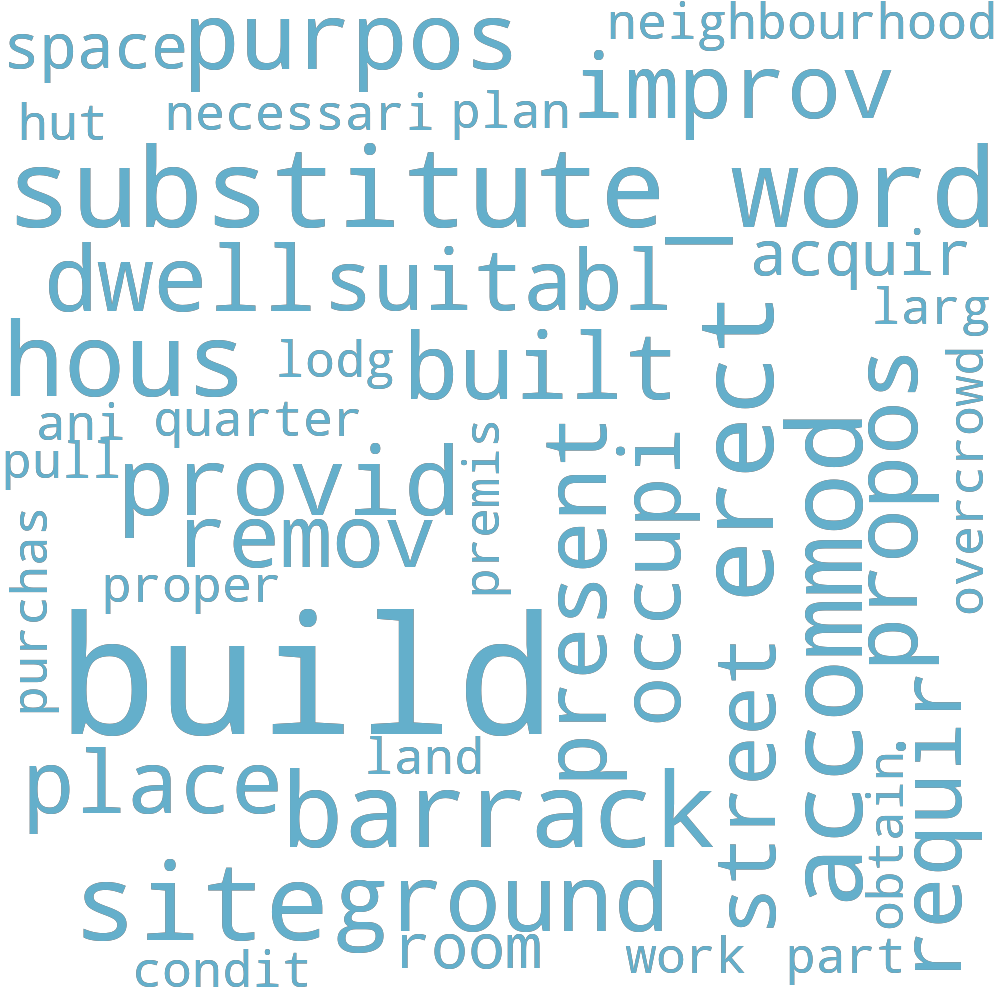 neighbourhood
space purpos
improv
hut necessari plan
substitute_word
acquir
dwell suitabl
larg
hous lodg built
erect
propos
overcrowd
ani quarter
pull
provid
premis
present
occupi
accommod
remov
purchas
proper
build
street
requir
land
obtain
place
barrack
site ground
room
condit
work part